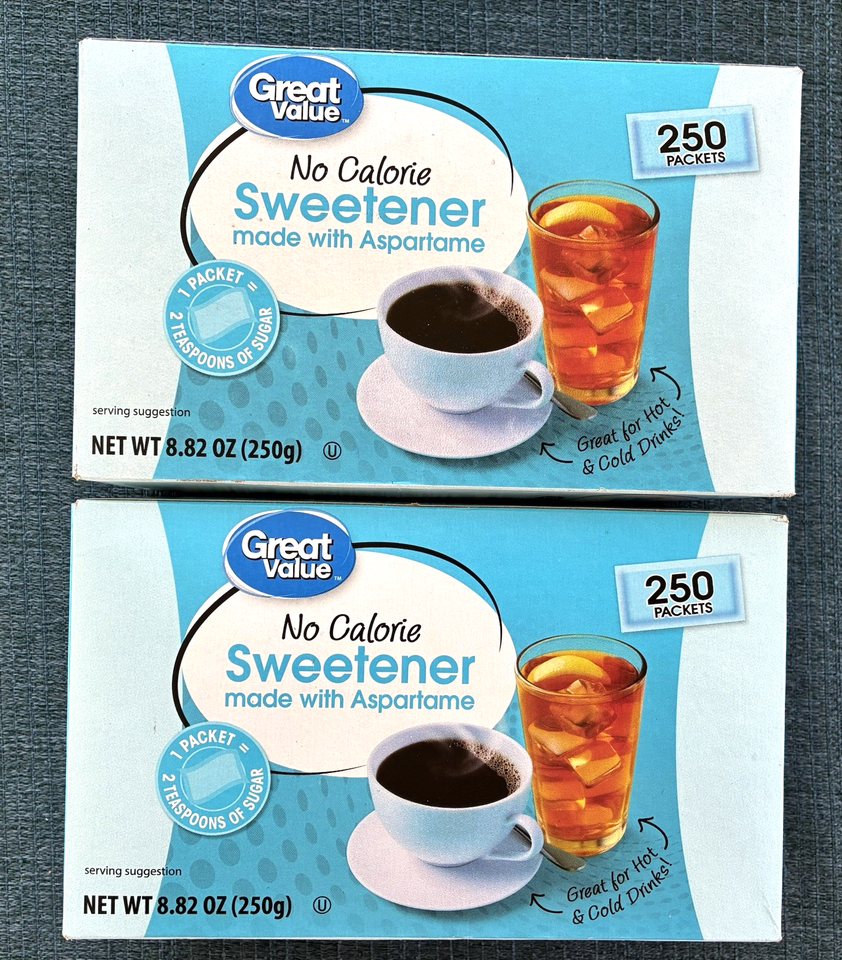 Great
Value™
250
PACKETS
No Calorie
Sweetener
made with Aspartame
1 PACKET =
2 TEASPOONS OF SUGAR
serving suggestion
NET WT 8.82 OZ (250g) U
Great for Hot
& Cold Drinks!
Great
Value™
250
PACKETS
No Calorie
Sweetener
made with Aspartame
1 PACKET =
2 TEASPOONS OF SUGAR
serving suggestion
NET WT 8.82 OZ (250g) U
Great for Hot
& Cold Drinks!